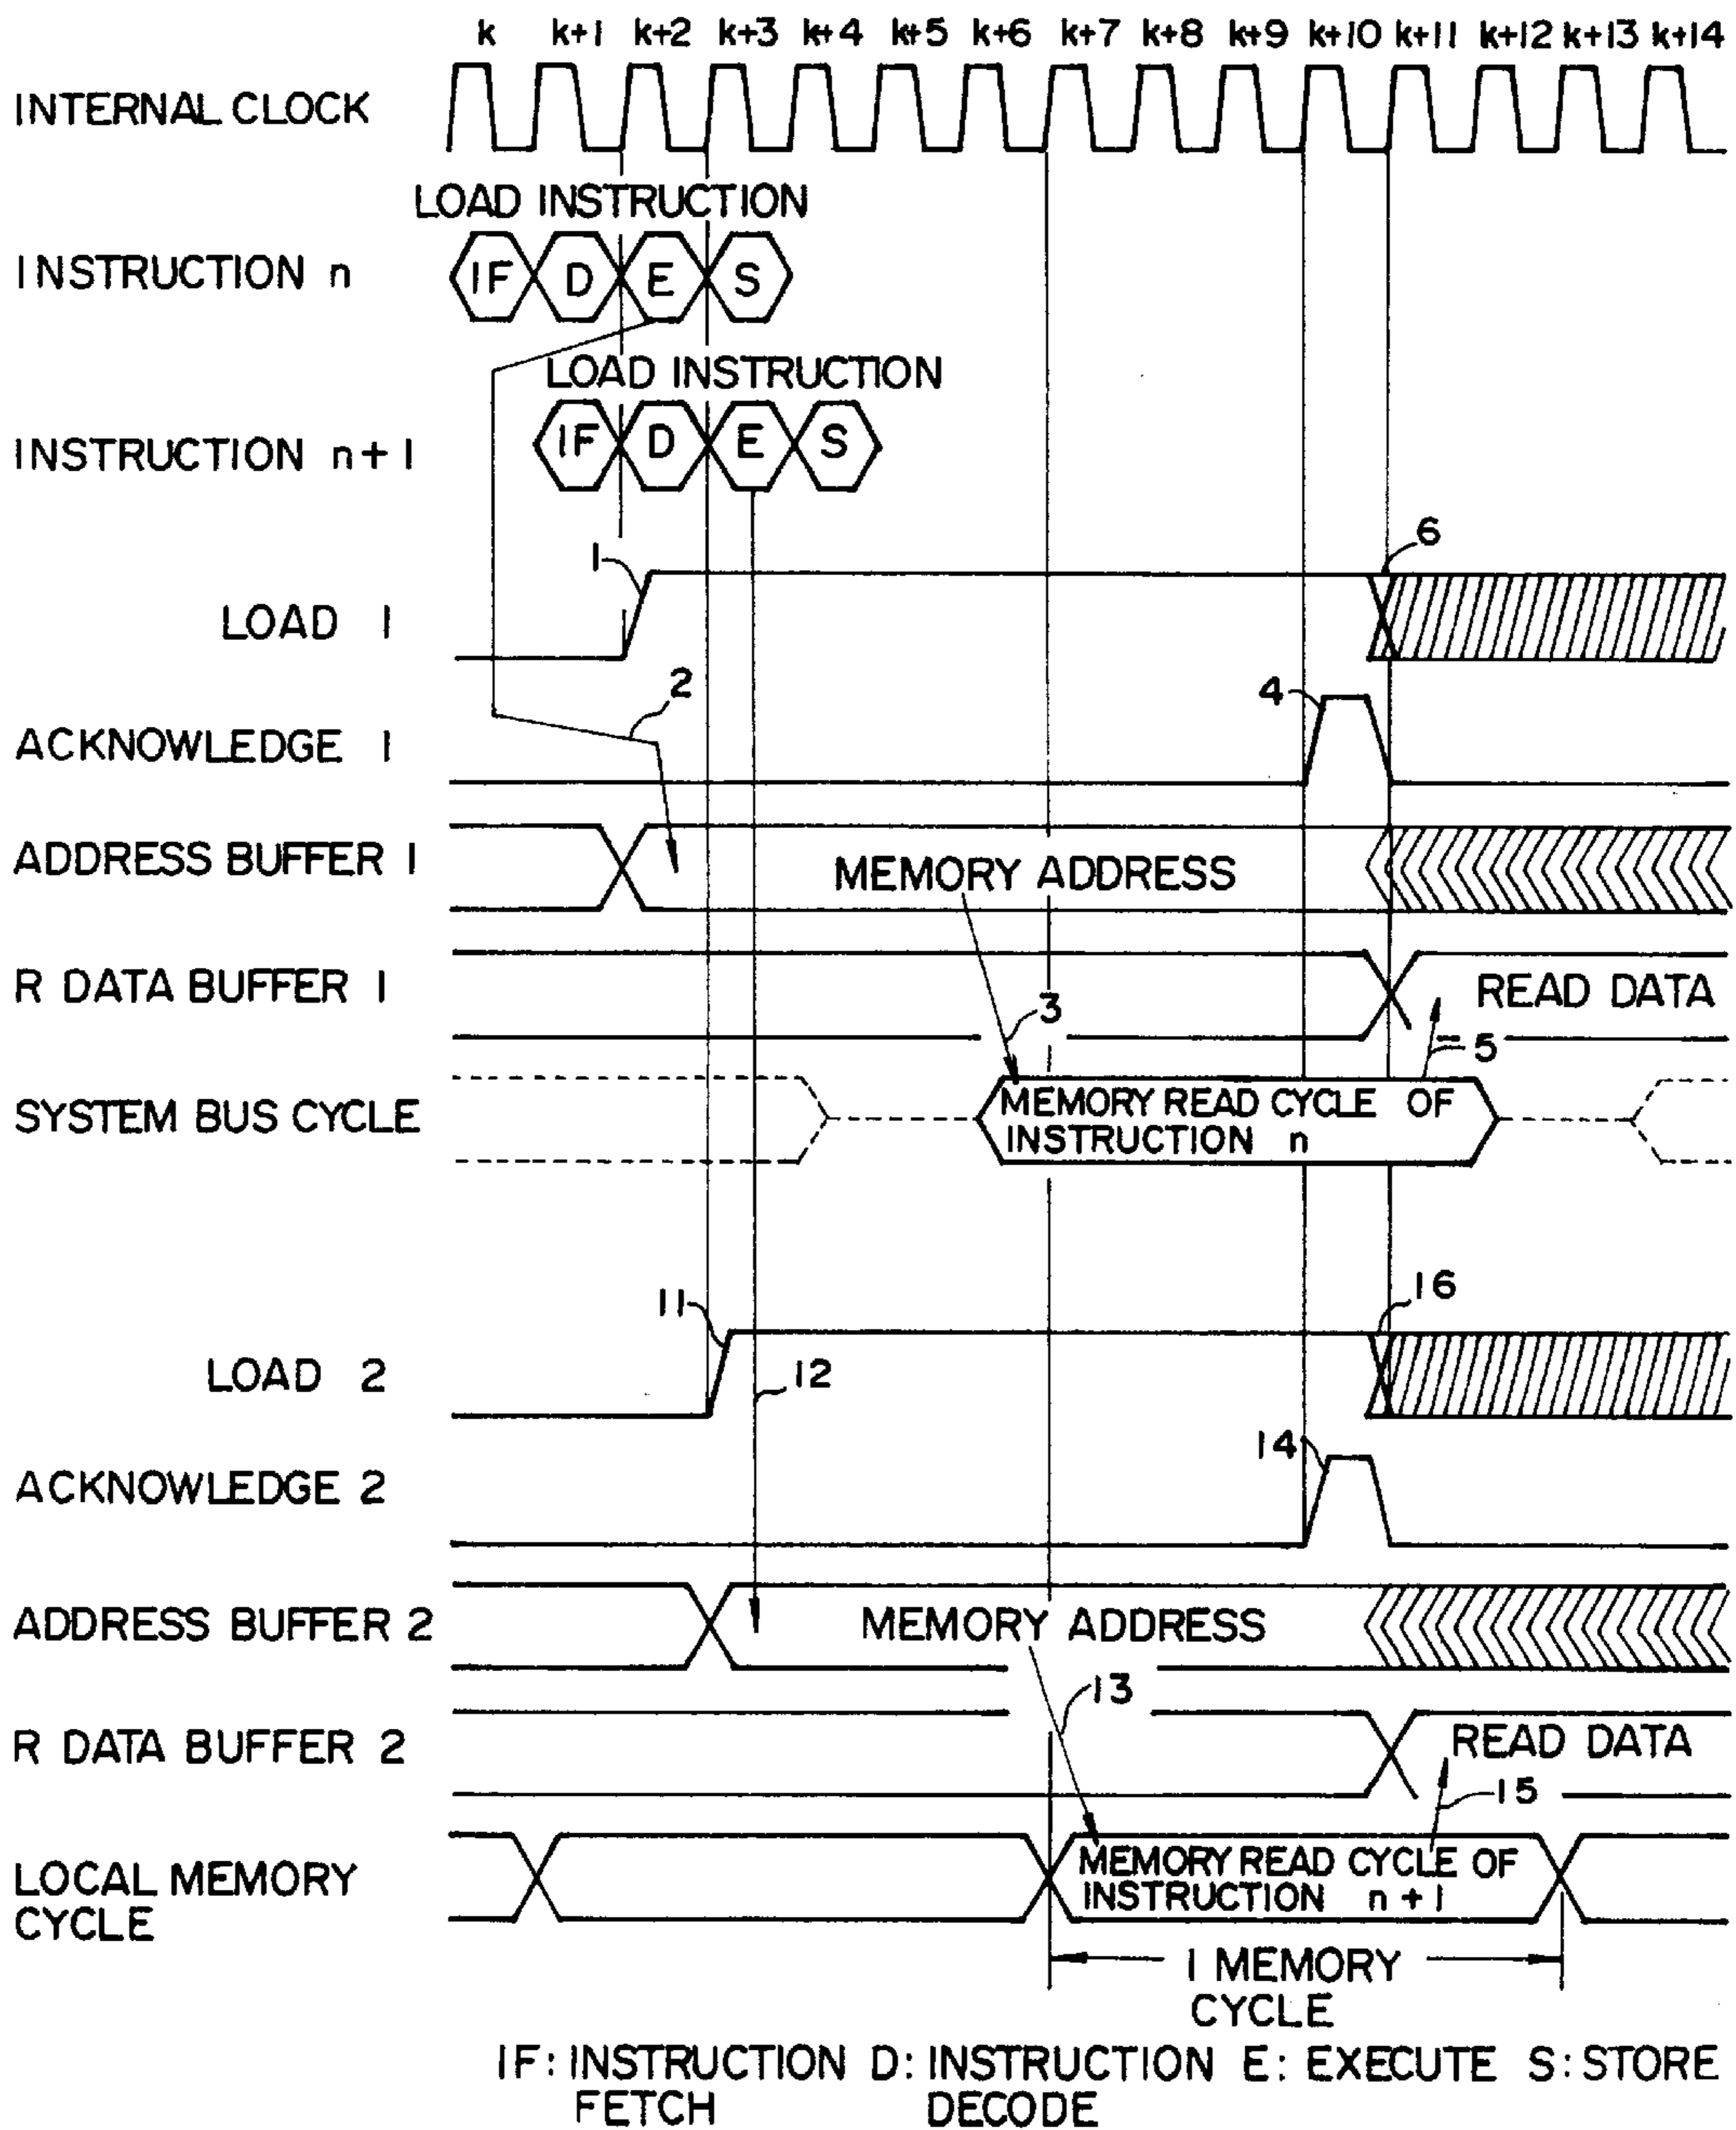 k k+1 k+2 k+3 k+4 k+5 k+6 k+7 k+8 k+9 k+10 k+11 k+12 k+13 k+14
INTERNAL CLOCK
LOAD INSTRUCTION
INSTRUCTION n IF D E S
LOAD INSTRUCTION
INSTRUCTION n+1 IF D E S
1 6
LOAD 1
2 4
ACKNOWLEDGE 1
ADDRESS BUFFER 1 MEMORY ADDRESS
R DATA BUFFER 1 READ DATA
3 5
SYSTEM BUS CYCLE MEMORY READ CYCLE OF
INSTRUCTION n
11 16
LOAD 2 12
14
ACKNOWLEDGE 2
ADDRESS BUFFER 2 MEMORY ADDRESS
13
R DATA BUFFER 2 READ DATA
15
LOCAL MEMORY MEMORY READ CYCLE OF
CYCLE INSTRUCTION n+1
1 MEMORY
CYCLE
IF: INSTRUCTION D: INSTRUCTION E: EXECUTE S: STORE
FETCH DECODE